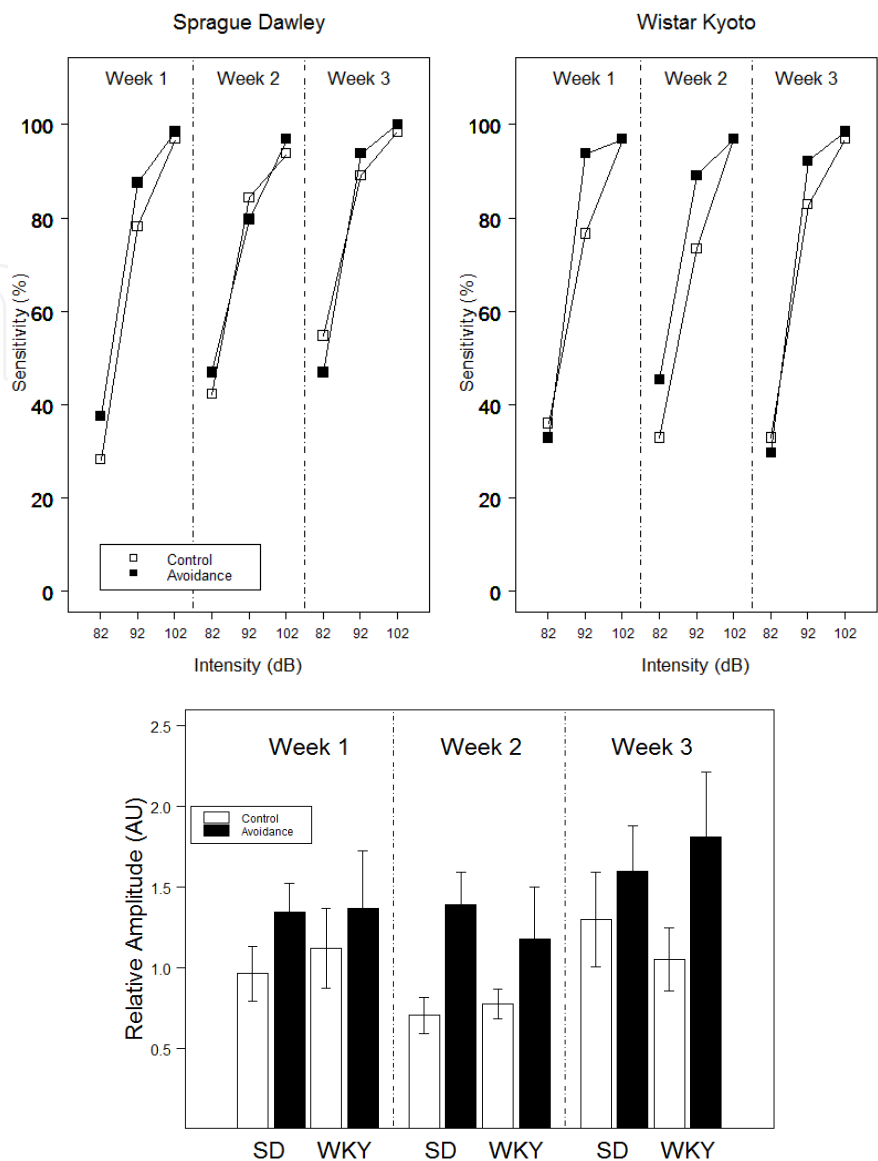 Sprague Dawley
Wistar Kyoto
Week 1 Week 2 Week 3
100
80
60
40
20
0
Sensitivity (%)
Control
Avoidance
82 92 102 82 92 102 82 92 102
Intensity (dB)
Week 1 Week 2 Week 3
100
80
60
40
20
0
Sensitivity (%)
82 92 102 82 92 102 82 92 102
Intensity (dB)
Week 1 Week 2 Week 3
2.5
2.0
1.5
1.0
0.5
Relative Amplitude (AU)
Control
Avoidance
SD WKY SD WKY SD WKY